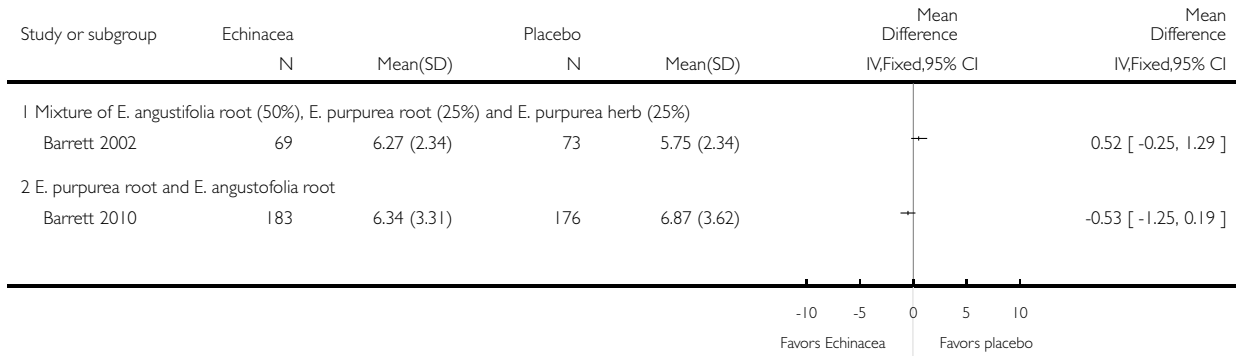 Study or subgroup Echinacea Placebo Mean Difference Mean Difference
N Mean(SD) N Mean(SD) IV,Fixed,95% CI IV,Fixed,95% CI
1 Mixture of E. angustifolia root (50%), E. purpurea root (25%) and E. purpurea herb (25%)
Barrett 2002 69 6.27 (2.34) 73 5.75 (2.34) 0.52 [ -0.25, 1.29 ]
2 E. purpurea root and E. angustofolia root
Barrett 2010 183 6.34 (3.31) 176 6.87 (3.62) -0.53 [ -1.25, 0.19 ]
-10 -5 0 5 10
Favors Echinacea Favors placebo